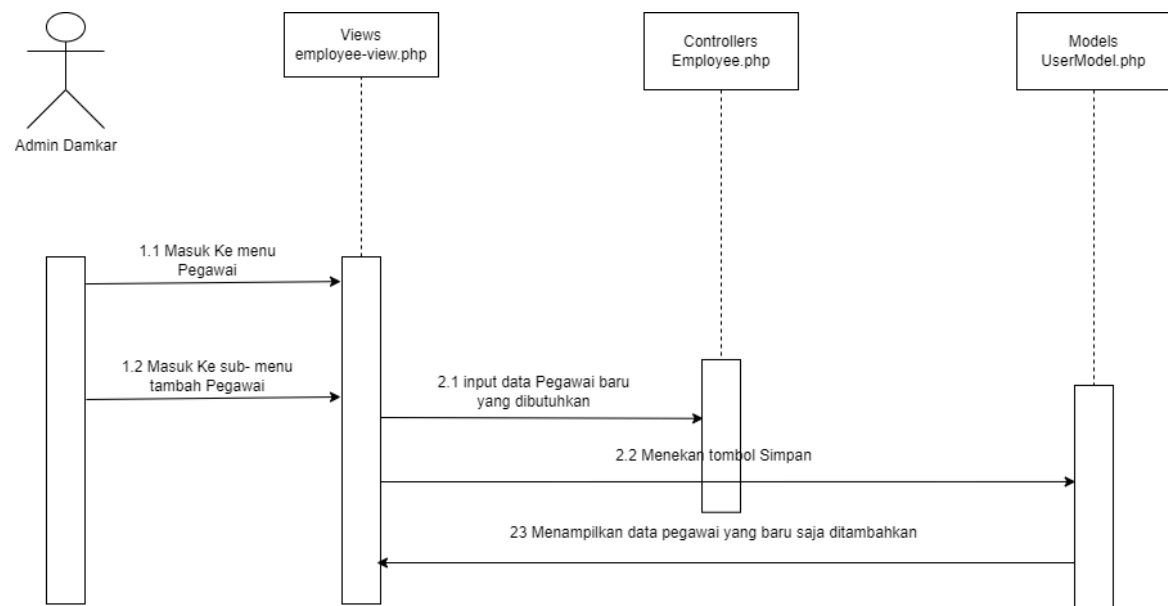 Views
employee-view.php
Controllers
Employee.php
Models
UserModel.php
Admin Damkar
1.1 Masuk Ke menu
Pegawai
1.2 Masuk Ke sub- menu
tambah Pegawai
2.1 input data Pegawai baru
yang dibutuhkan
2.2 Menekan tombol Simpan
23 Menampilkan data pegawai yang baru saja ditambahkan